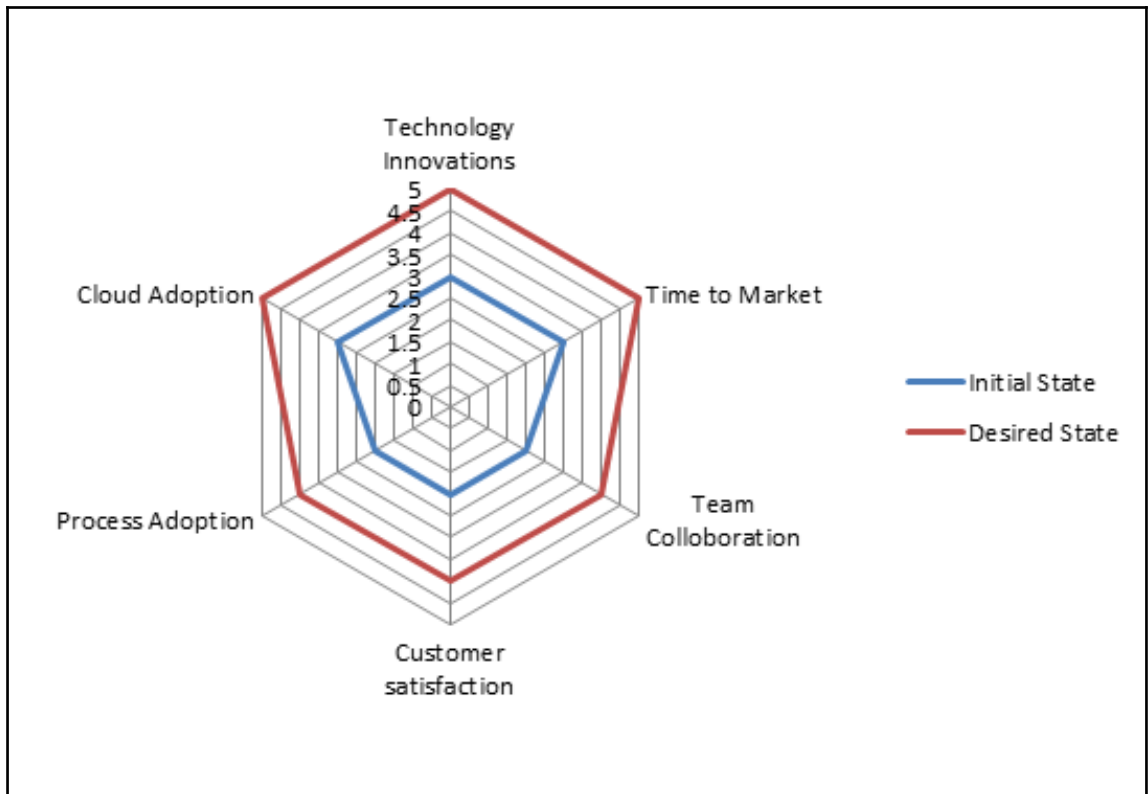 Technology
Innovations
5
4.5
4
3.5
3
2.5
2
1.5
1
0.5
0
Cloud Adoption
Time to Market
Initial State
Desired State
Process Adoption
Team
Colloboration
Customer
satisfaction